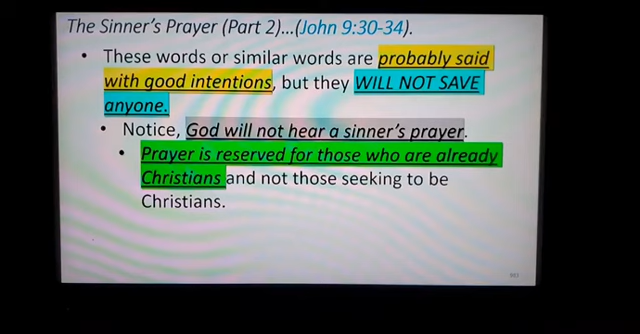 The Sinner's Prayer (Part 2)...(John 9:30-34).
• These words or similar words are probably said
with good intentions, but they WILL NOT SAVE
anyone.
• Notice, God will not hear a sinner's prayer.
• Prayer is reserved for those who are already
Christians and not those seeking to be
Christians.